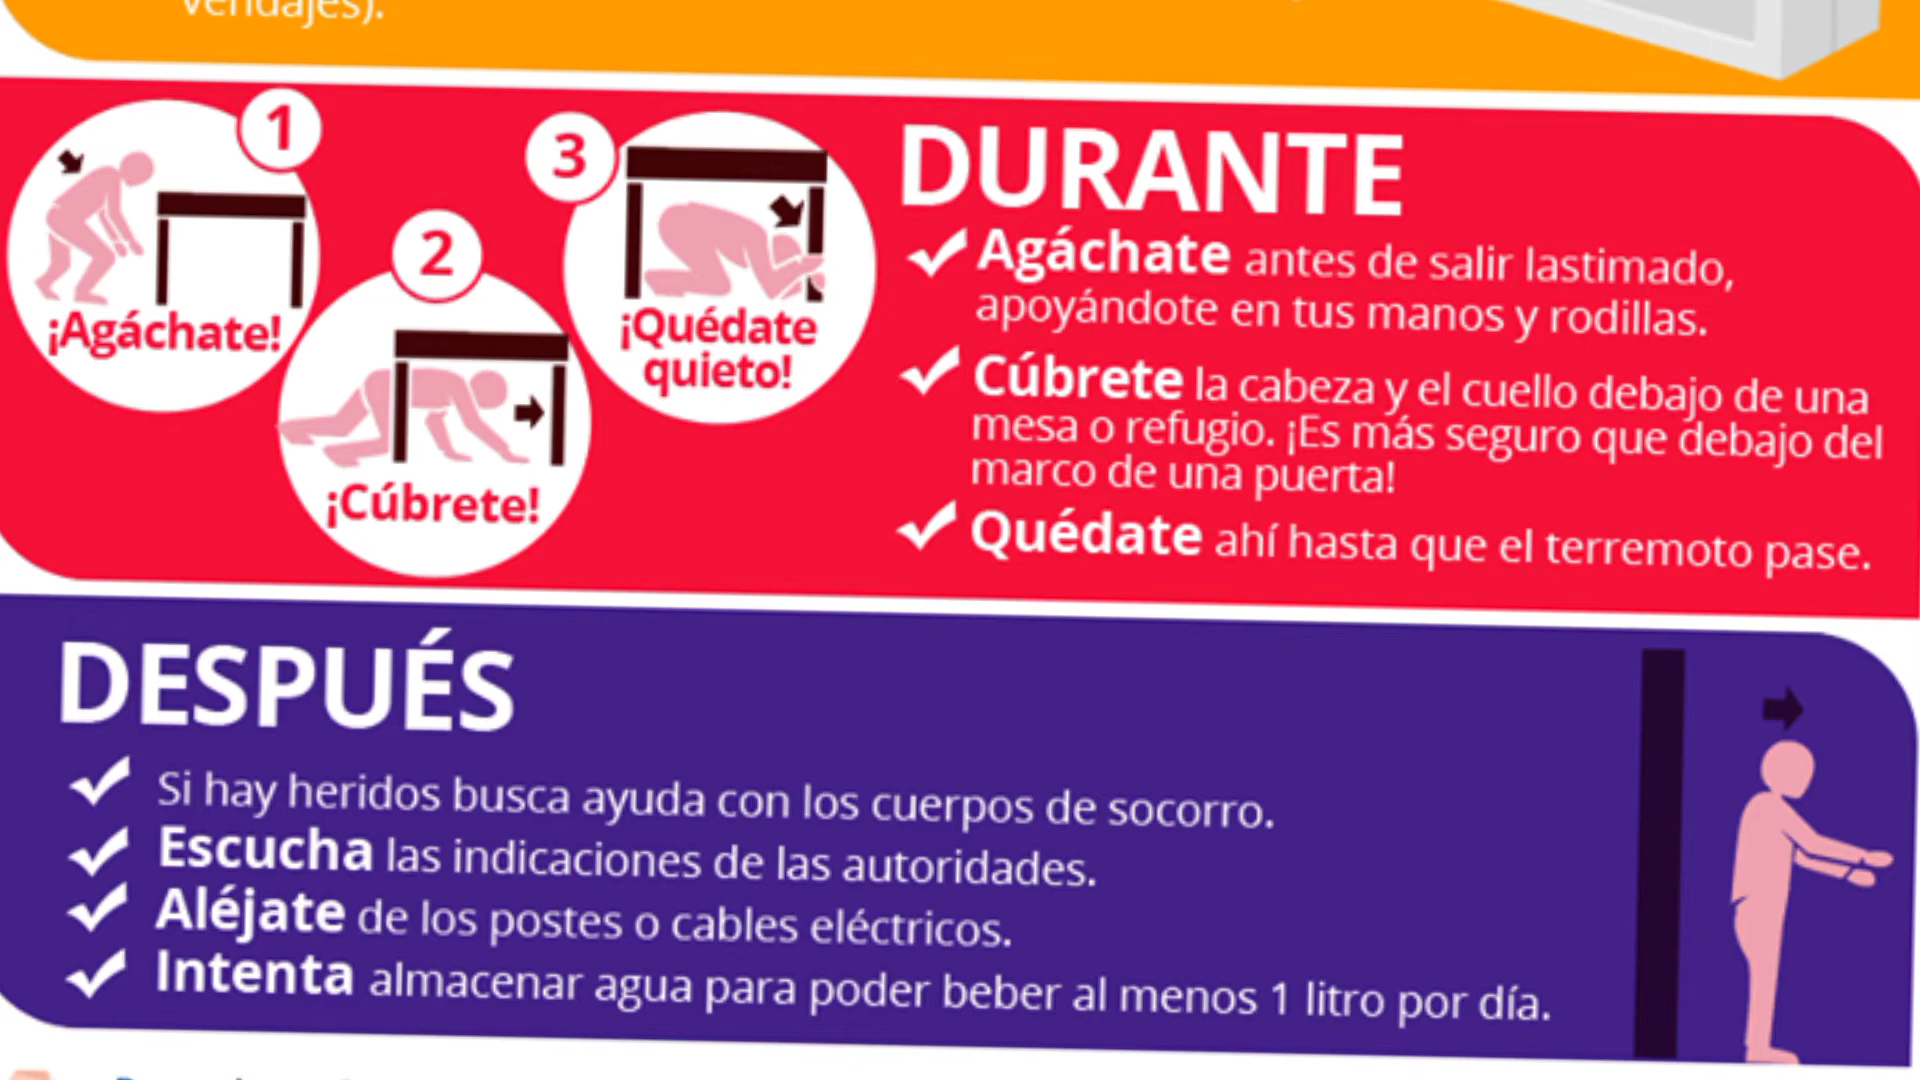 vendajes).
1
¡Agáchate!
2
¡Cúbrete!
3
¡Quédate
quieto!
DURANTE
Agáchate antes de salir lastimado,
apoyándote en tus manos y rodillas.
Cúbrete la cabeza y el cuello debajo de una
mesa o refugio. ¡Es más seguro que debajo del
marco de una puerta!
Quédate ahí hasta que el terremoto pase.
DESPUÉS
Si hay heridos busca ayuda con los cuerpos de socorro.
Escucha las indicaciones de las autoridades.
Aléjate de los postes o cables eléctricos.
Intenta almacenar agua para poder beber al menos 1 litro por día.